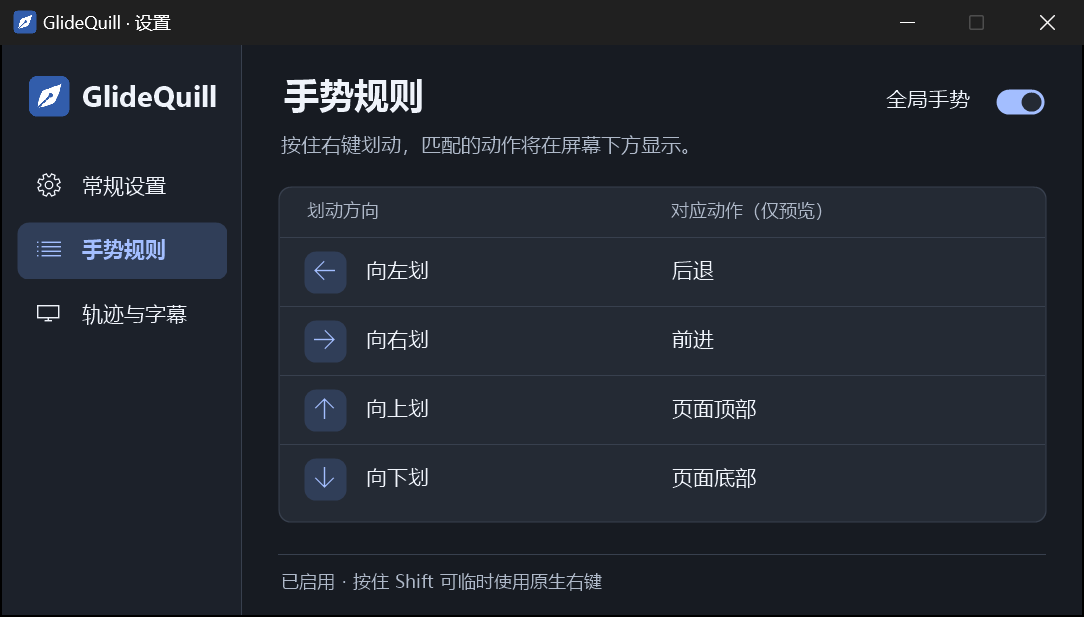 GlideQuill · 设置
GlideQuill
常规设置
手势规则
轨迹与字幕
手势规则
全局手势
按住右键划动，匹配的动作将在屏幕下方显示。
划动方向 对应动作（仅预览）
向左划 后退
向右划 前进
向上划 页面顶部
向下划 页面底部
已启用 · 按住 Shift 可临时使用原生右键